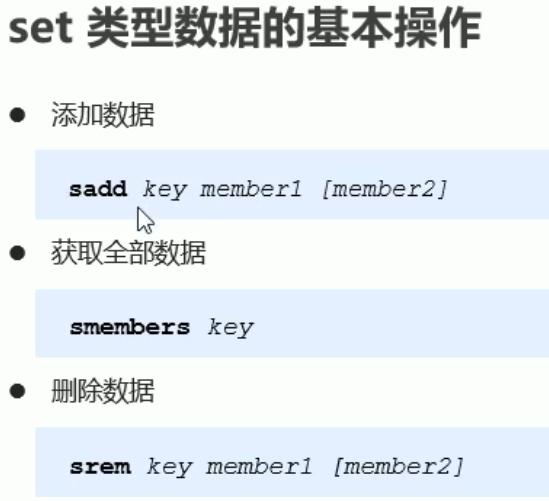 set 类型数据的基本操作
● 添加数据
sadd key member1 [member2]
● 获取全部数据
smembers key
● 删除数据
srem key member1 [member2]